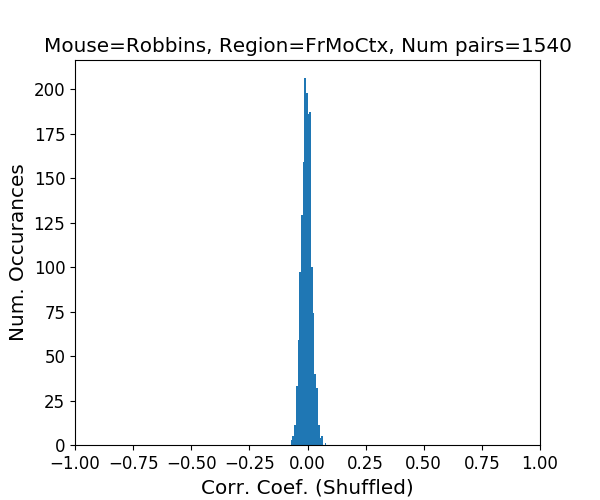 Mouse=Robbins, Region=FrMoCtx, Num pairs=1540
Num. Occurances
200
175
150
125
100
75
50
25
0
−1.00 −0.75 −0.50 −0.25 0.00 0.25 0.50 0.75 1.00
Corr. Coef. (Shuffled)